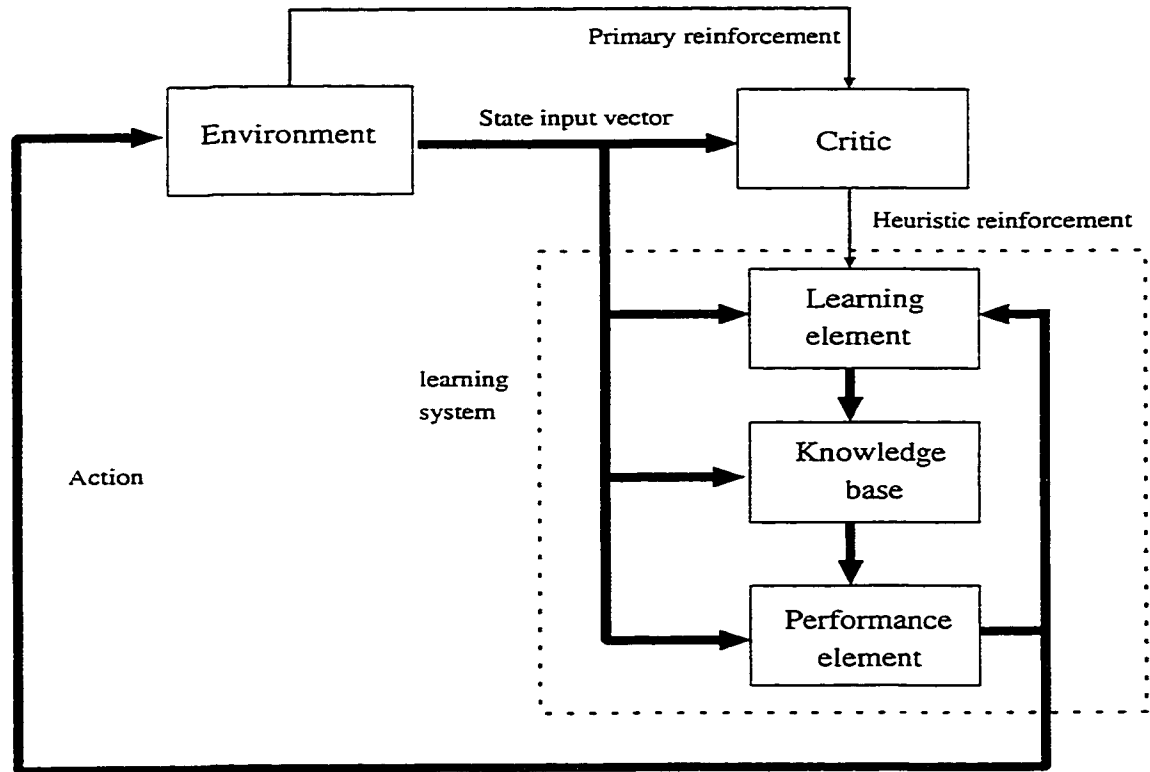 Primary reinforcement
Environment
State input vector
Critic
Heuristic reinforcement
Learning
element
learning
system
Knowledge
base
Action
Performance
element